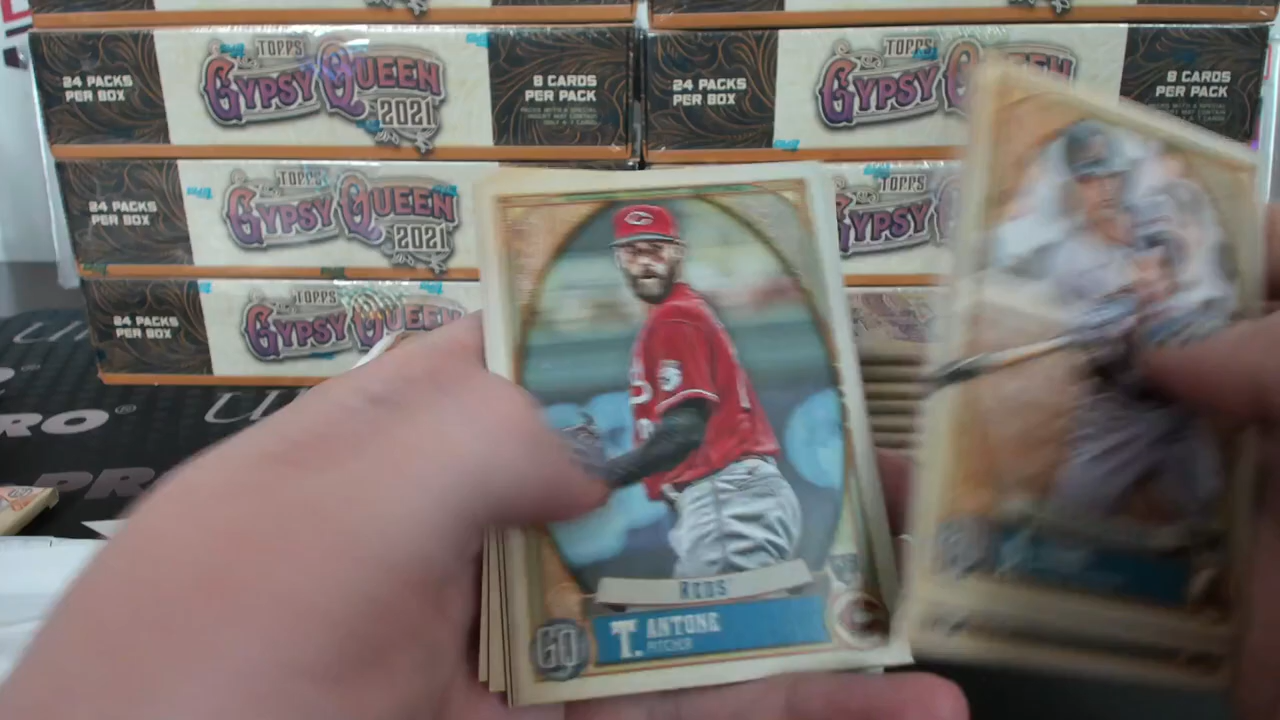 24 PACKS
PER BOX
TOPPS
GYPSY QUEEN
2021
8 CARDS
PER PACK
24 PACKS
PER BOX
TOPPS
GYPSY QUEEN
8 CARDS
PER PACK
24 PACKS
PER BOX
TOPPS
GYPSY QUEEN
2021
TOPPS
GYPSY
24 PACKS
PER BOX
TOPPS
GYPSY QUEEN
PRO
REDS
GQ
T. ANTONE
PITCHER